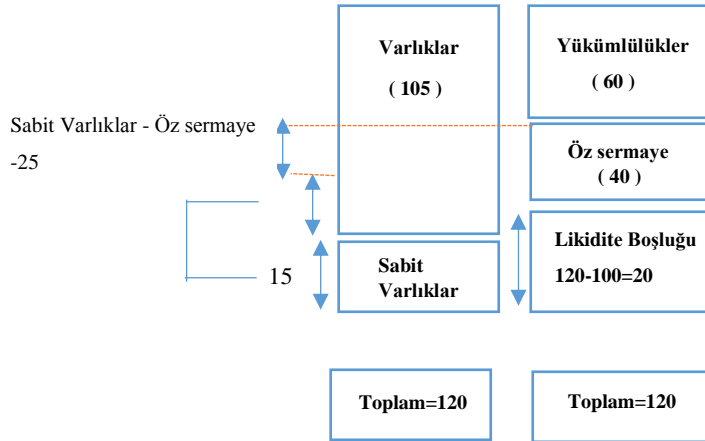 Varlıklar
( 105 )
Yükümlülükler
( 60 )
Sabit Varlıklar - Öz sermaye
-25
Öz sermaye
( 40 )
Likidite Boşluğu
120-100=20
15
Sabit
Varlıklar
Toplam=120
Toplam=120